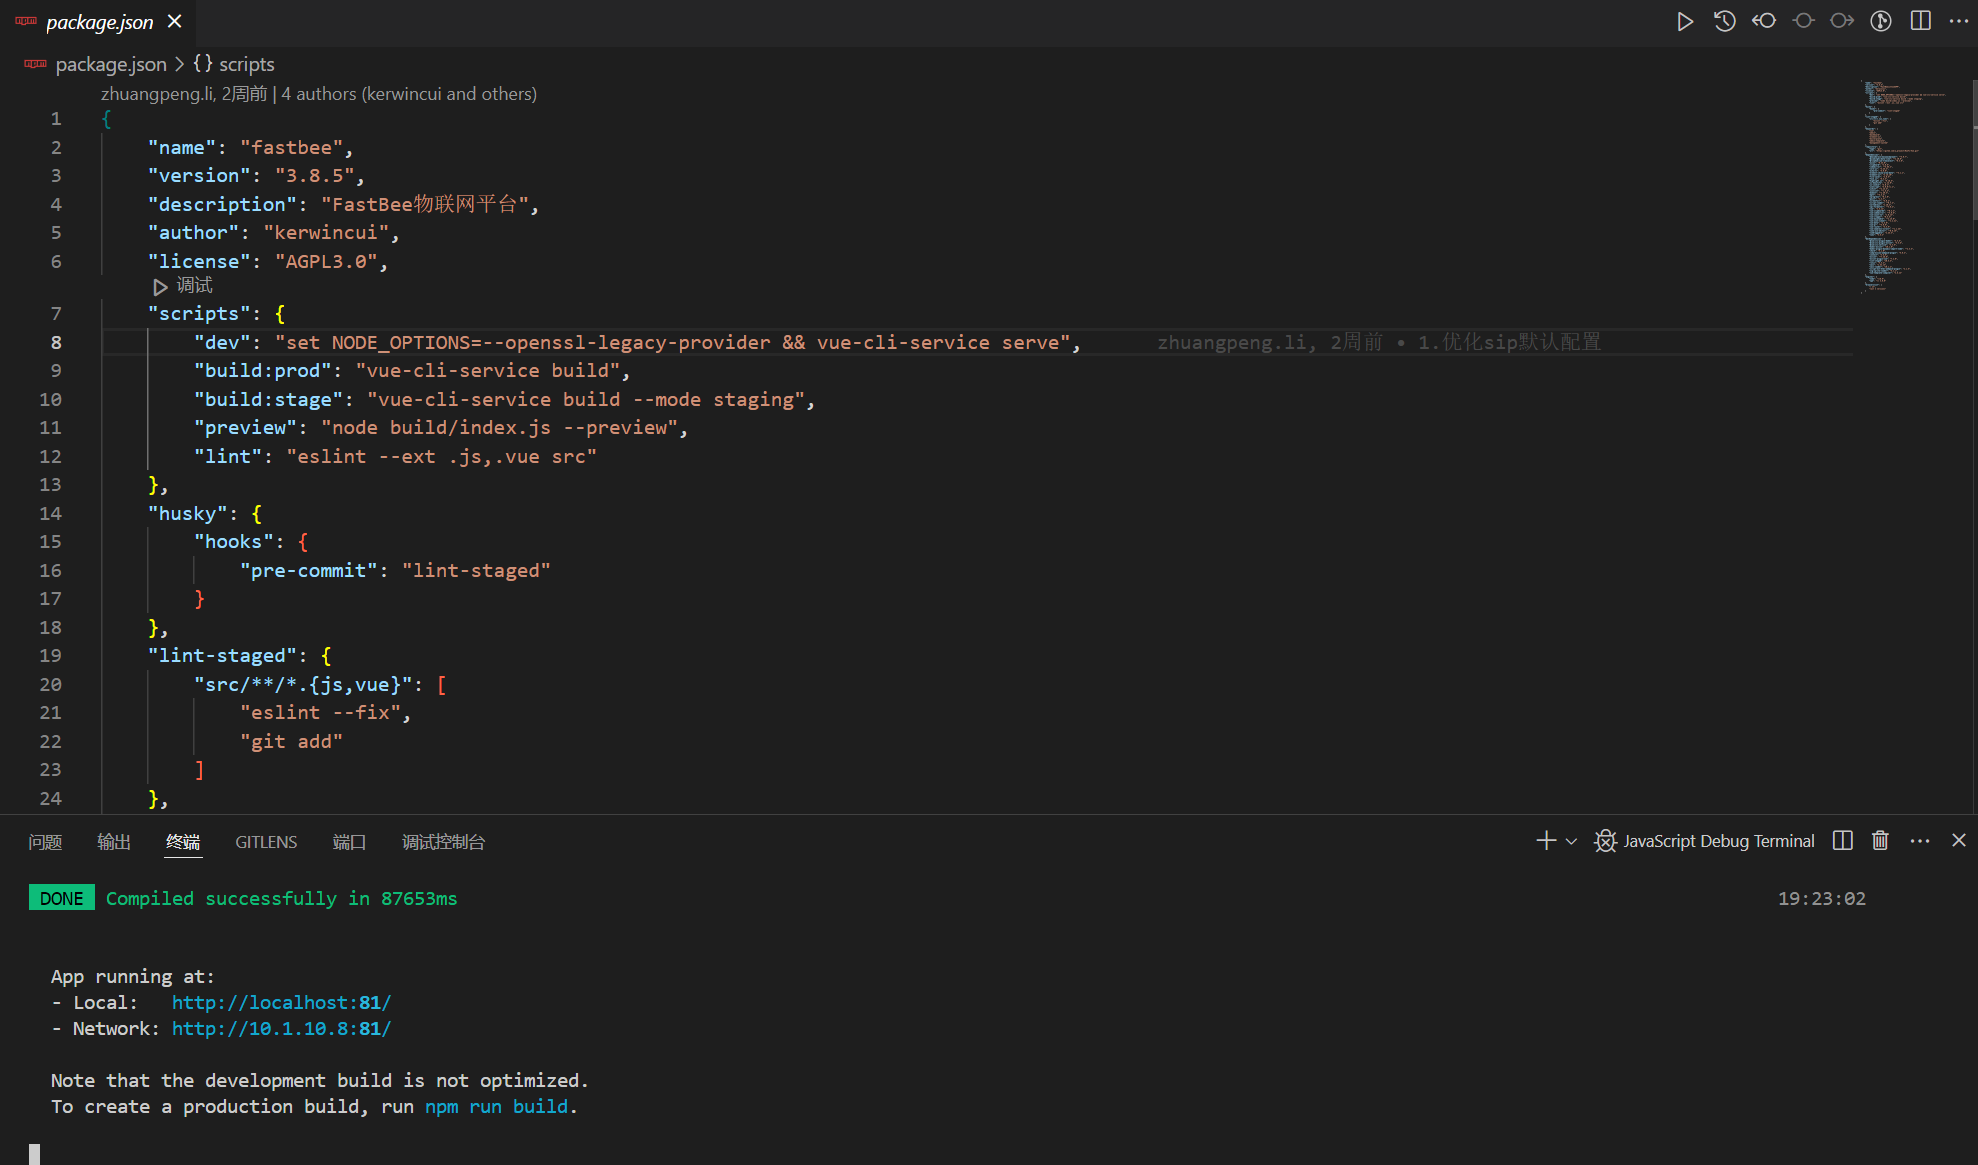 package.json
package.json > {} scripts
zhuangpeng.li, 2周前 | 4 authors (kerwincui and others)
1 {
2 "name": "fastbee",
3 "version": "3.8.5",
4 "description": "FastBee物联网平台",
5 "author": "kerwincui",
6 "license": "AGPL3.0",
调试
7 "scripts": {
8 "dev": "set NODE_OPTIONS=--openssl-legacy-provider && vue-cli-service serve", zhuangpeng.li, 2周前 • 1.优化sip默认配置
9 "build:prod": "vue-cli-service build",
10 "build:stage": "vue-cli-service build --mode staging",
11 "preview": "node build/index.js --preview",
12 "lint": "eslint --ext .js,.vue src"
13 },
14 "husky": {
15 "hooks": {
16 "pre-commit": "lint-staged"
17 }
18 },
19 "lint-staged": {
20 "src/**/*.{js,vue}": [
21 "eslint --fix",
22 "git add"
23 ]
24 },
问题 输出 终端 GITLENS 端口 调试控制台 JavaScript Debug Terminal
DONE Compiled successfully in 87653ms 19:23:02
App running at:
- Local: http://localhost:81/
- Network: http://10.1.10.8:81/
Note that the development build is not optimized.
To create a production build, run npm run build.